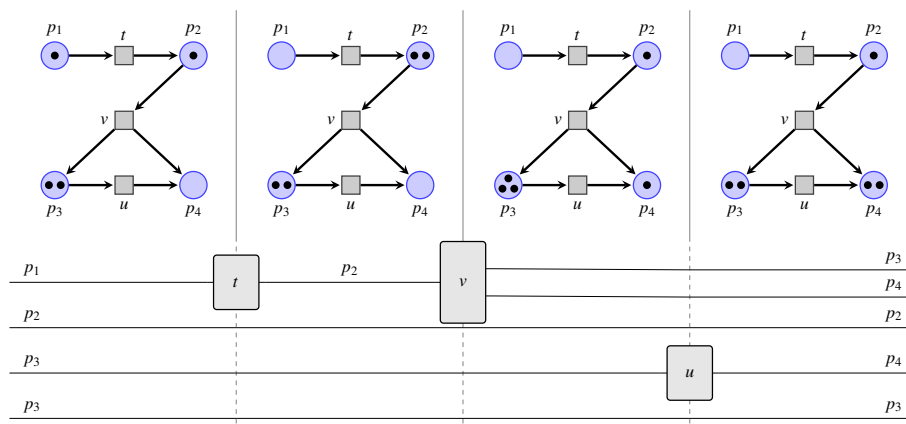 p1 t p2 p1 t p2 p1 t p2 p1 t p2
v v v v
p3 u p4 p3 u p4 p3 u p4 p3 u p4
p1 t p2 v p3
p4
p2 p2
p3 u p4
p3 p3